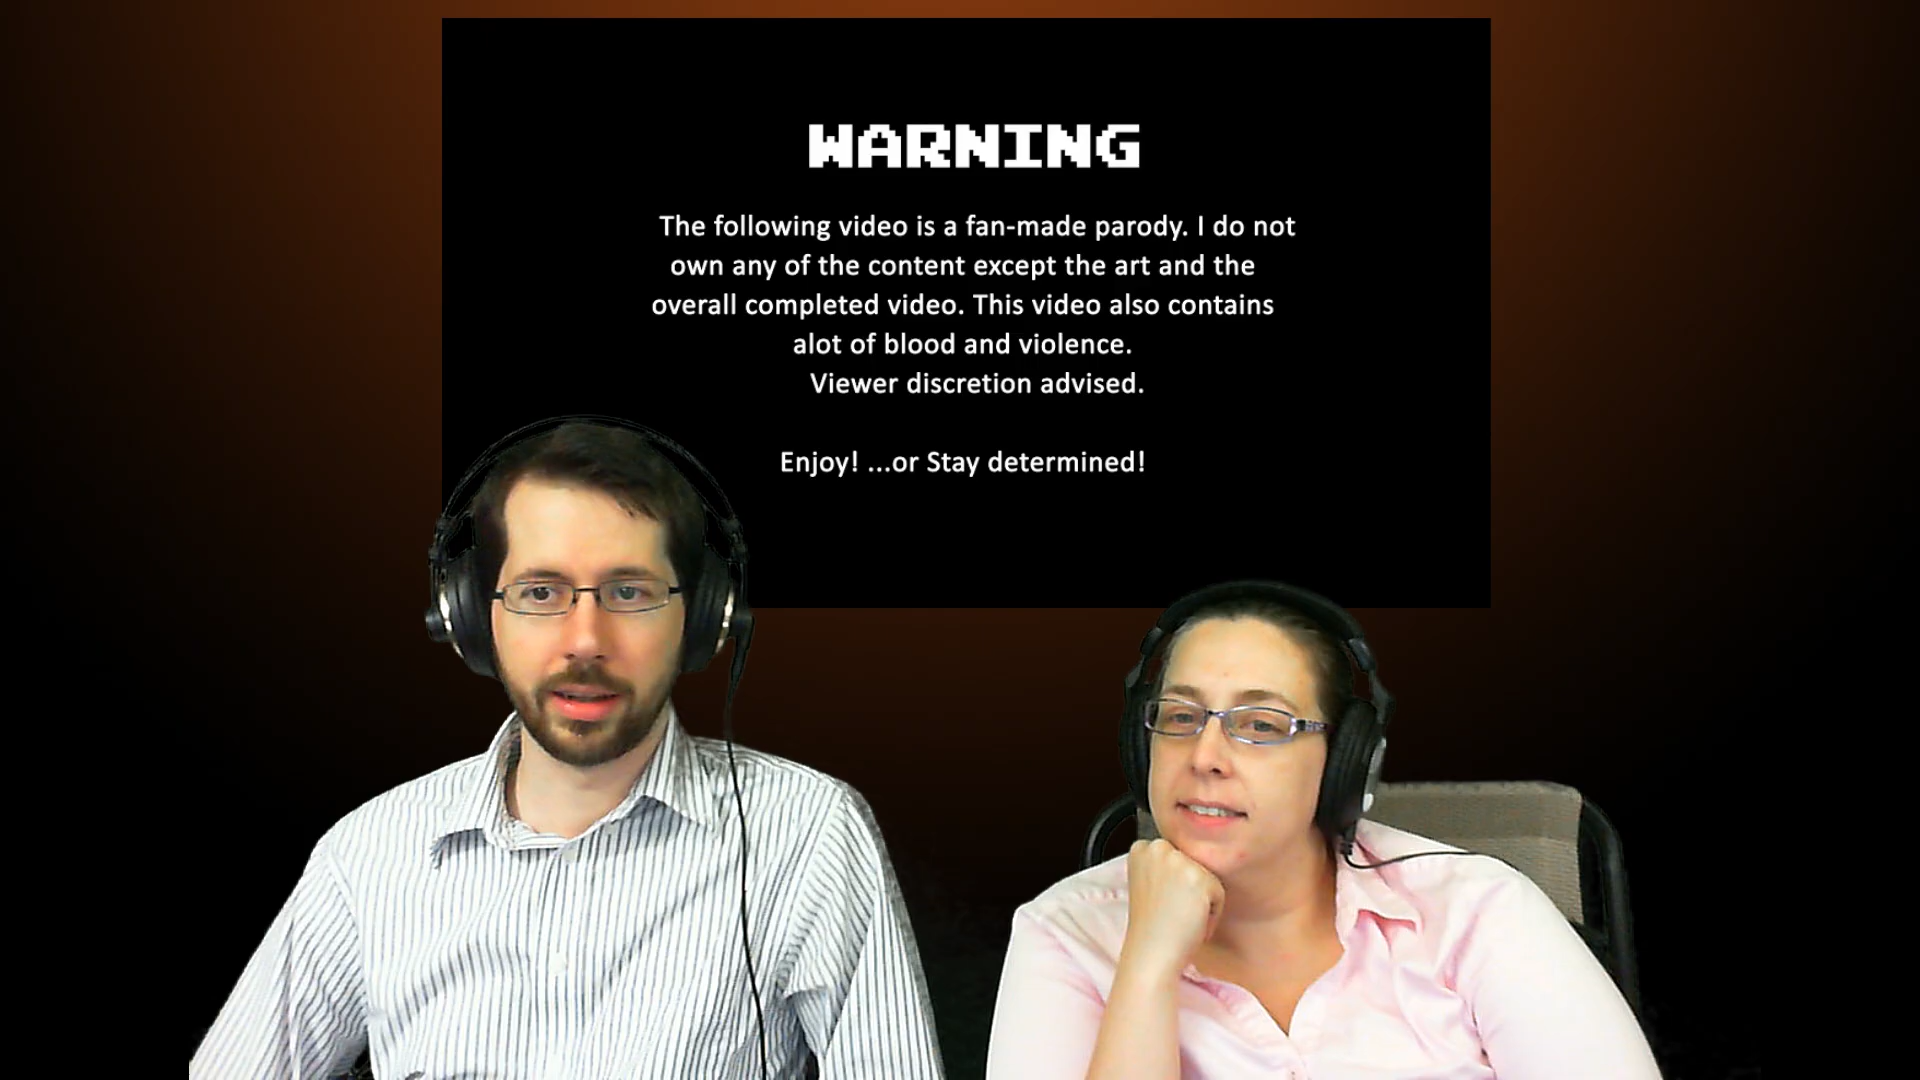 WARNING
The following video is a fan-made parody. I do not
own any of the content except the art and the
overall completed video. This video also contains
alot of blood and violence.
Viewer discretion advised.
Enjoy! ...or Stay determined!